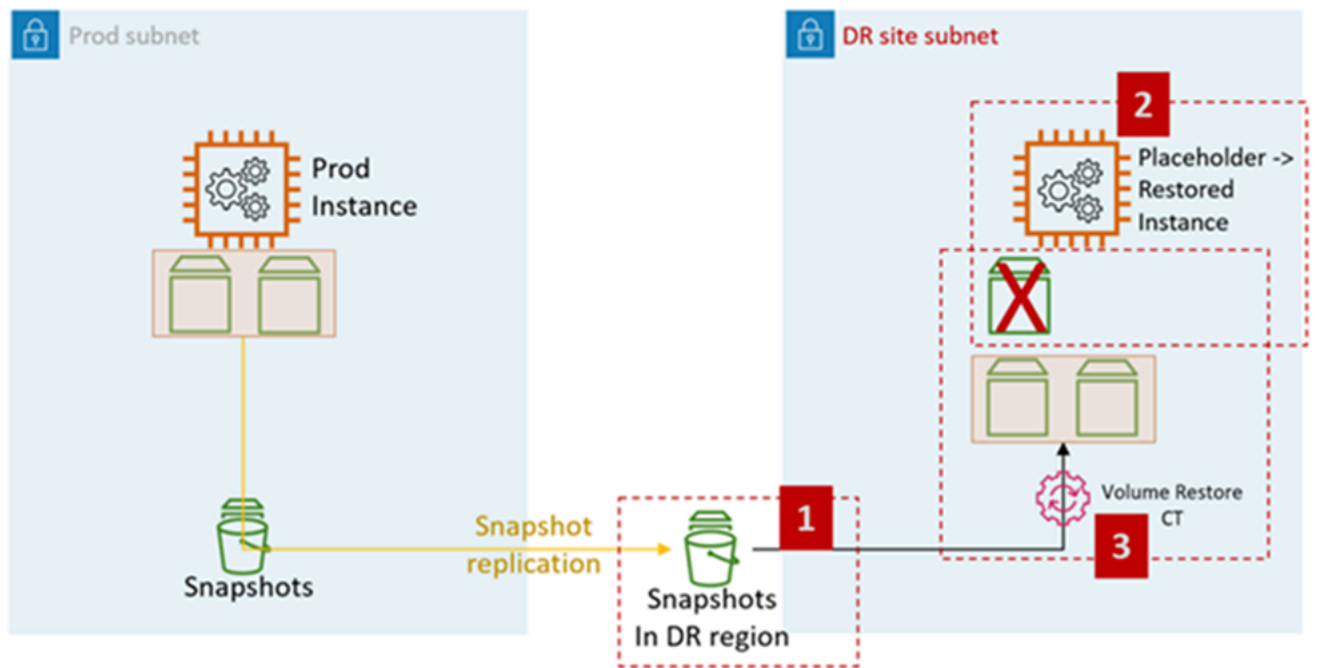 Prod subnet
DR site subnet
2
Prod
Instance
Placeholder ->
Restored
Instance
X
Volume Restore
CT
3
1
Snapshot
replication
Snapshots
Snapshots
In DR region